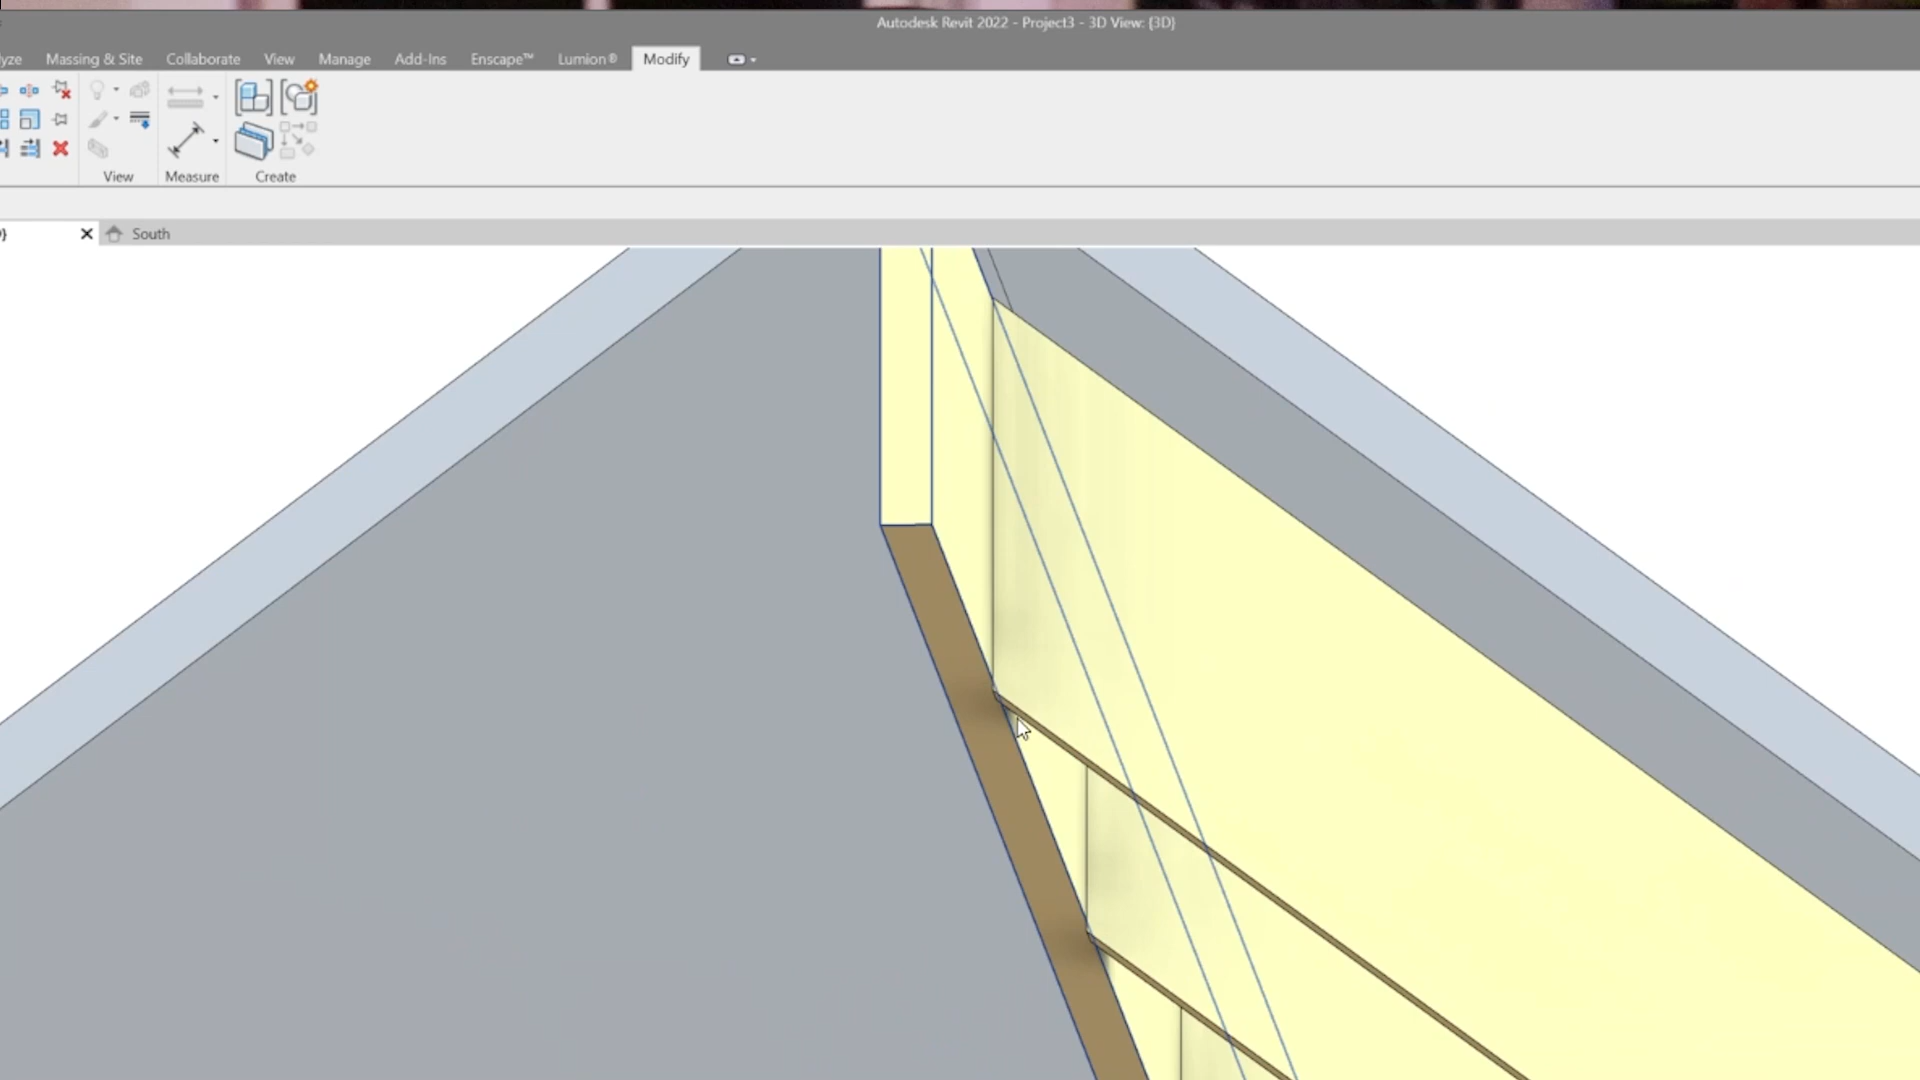 Autodesk Revit 2022 - Project3 - 3D View: {3D}
Massing & Site Collaborate View Manage Add-Ins Enscape™ Lumion® Modify
View Measure Create
South